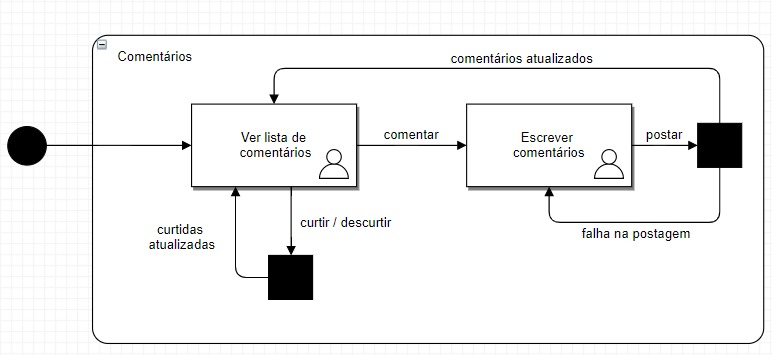 Comentários
comentários atualizados
Ver lista de
comentários
comentar
Escrever
comentários
postar
curtidas
atualizadas
curtir / descurtir
falha na postagem